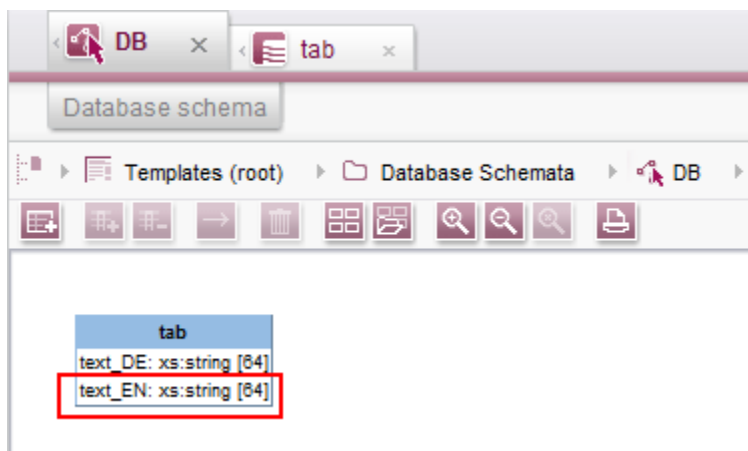 DB tab
Database schema
Templates (root) Database Schemata DB
tab
text_DE: xs:string [64]
text_EN: xs:string [64]